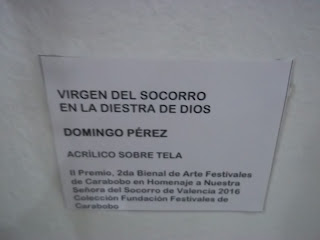 VIRGEN DEL SOCORRO
EN LA DIESTRA DE DIOS
DOMINGO PÉREZ
ACRÍLICO SOBRE TELA
II Premio, 2da Bienal de Arte Festivales
de Carabobo en Homenaje a Nuestra
Señora del Socorro de Valencia 2016
Colección Fundación Festivales de
Carabobo